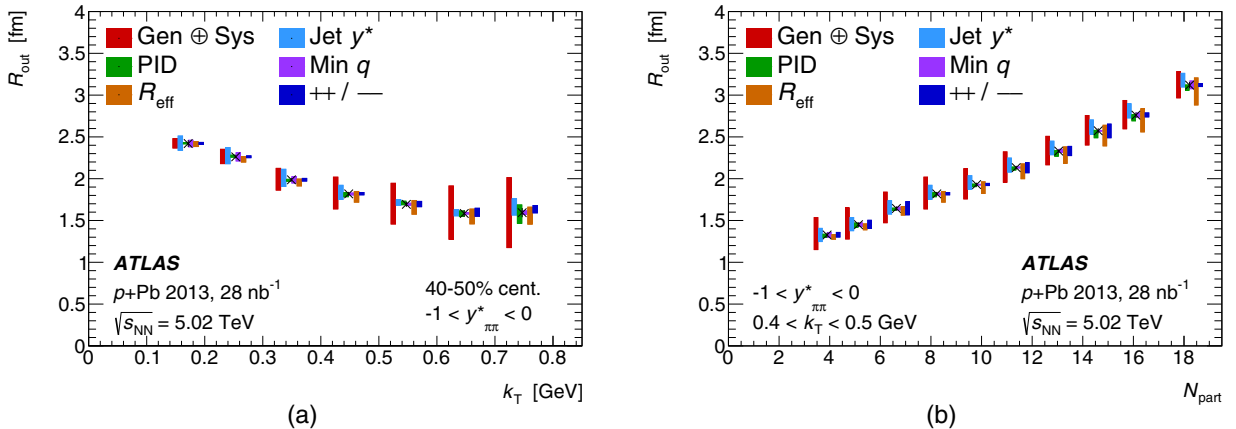 R_out [fm]
4
3.5
3
2.5
2
1.5
1
0.5
0
Gen ⊕ Sys
PID
R_eff
Jet y*
Min q
++ / −−
ATLAS
p+Pb 2013, 28 nb⁻¹
√s_NN = 5.02 TeV
40-50% cent.
-1 < y*_ππ < 0
0 0.1 0.2 0.3 0.4 0.5 0.6 0.7 0.8
k_T [GeV]
(a)
R_out [fm]
4
3.5
3
2.5
2
1.5
1
0.5
0
Gen ⊕ Sys
PID
R_eff
Jet y*
Min q
++ / −−
-1 < y*_ππ < 0
0.4 < k_T < 0.5 GeV
ATLAS
p+Pb 2013, 28 nb⁻¹
√s_NN = 5.02 TeV
0 2 4 6 8 10 12 14 16 18
N_part
(b)